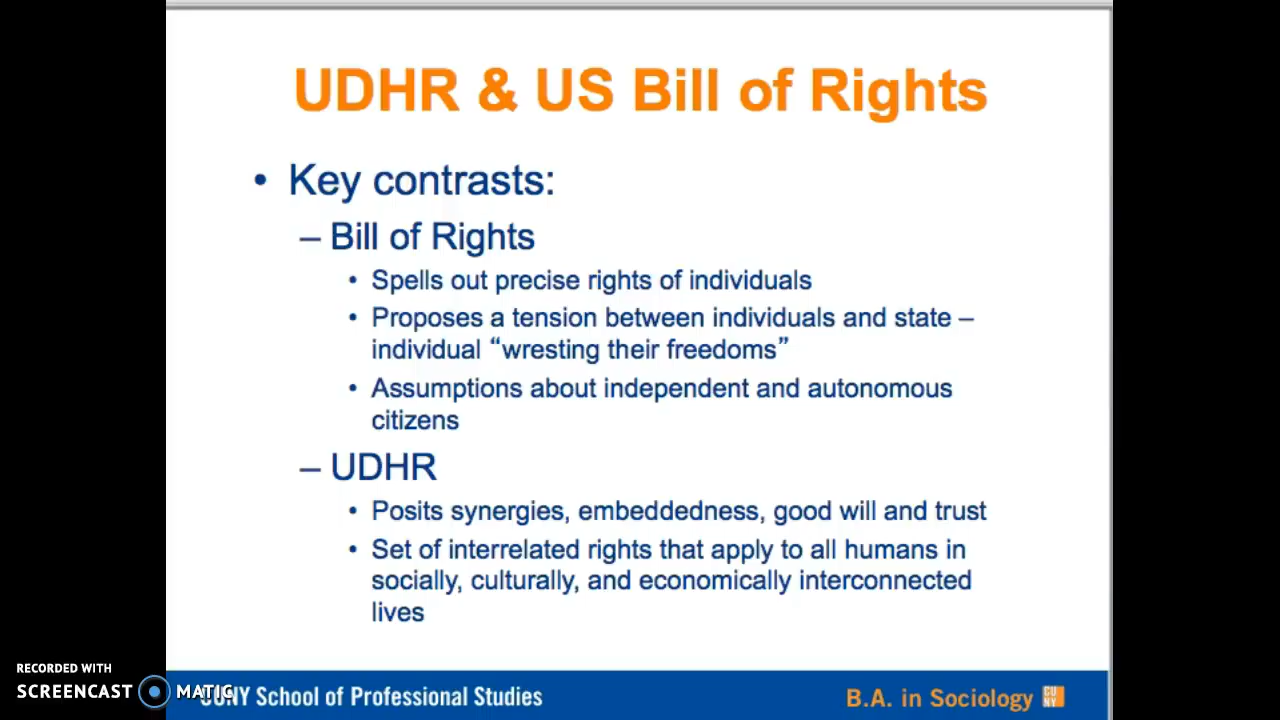 UDHR & US Bill of Rights
• Key contrasts:
– Bill of Rights
• Spells out precise rights of individuals
• Proposes a tension between individuals and state –
individual “wresting their freedoms”
• Assumptions about independent and autonomous
citizens
– UDHR
• Posits synergies, embeddedness, good will and trust
• Set of interrelated rights that apply to all humans in
socially, culturally, and economically interconnected
lives
RECORDED WITH
SCREENCAST MATIC
CUNY School of Professional Studies
B.A. in Sociology
CU
NY